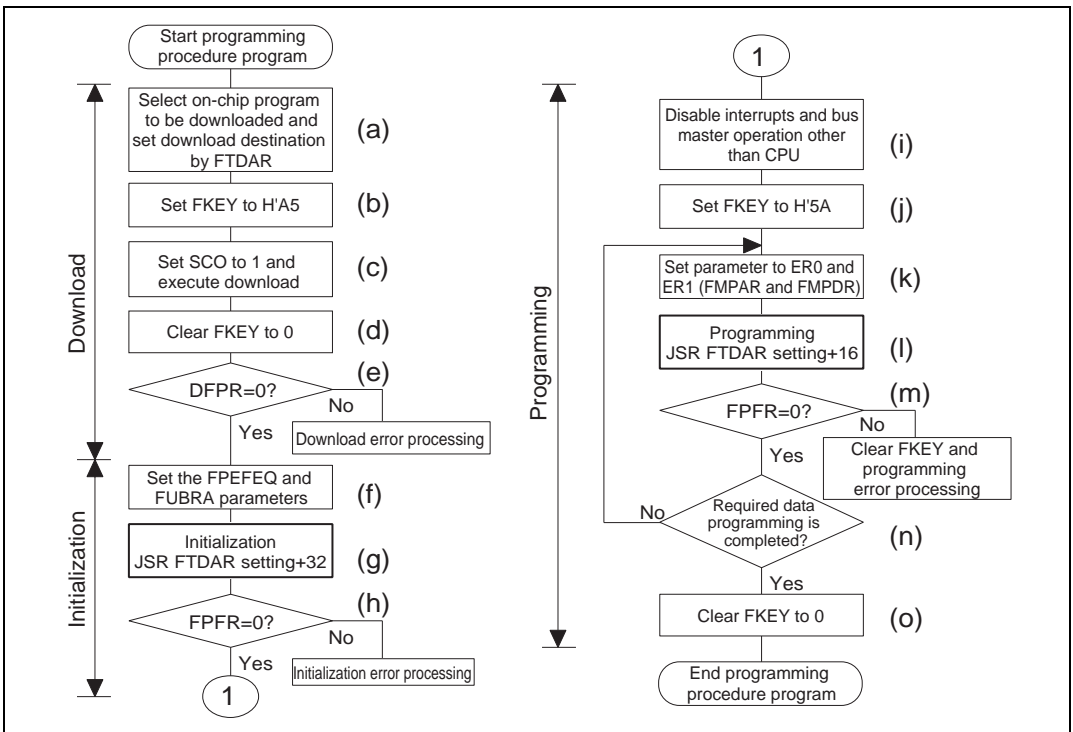 Start programming
procedure program
Download
Select on-chip program
to be downloaded and
set download destination
by FTDAR
(a)
Set FKEY to H'A5
(b)
Set SCO to 1 and
execute download
(c)
Clear FKEY to 0
(d)
DFPR=0?
(e)
No
Yes
Download error processing
Initialization
Set the FPEFEQ and
FUBRA parameters
(f)
Initialization
JSR FTDAR setting+32
(g)
FPFR=0?
(h)
No
Yes
Initialization error processing
1
1
Programming
Disable interrupts and bus
master operation other
than CPU
(i)
Set FKEY to H'5A
(j)
Set parameter to ER0 and
ER1 (FMPAR and FMPDR)
(k)
Programming
JSR FTDAR setting+16
(l)
FPFR=0?
(m)
No
Yes
Clear FKEY and
programming
error processing
Required data
programming is
completed?
(n)
No
Yes
Clear FKEY to 0
(o)
End programming
procedure program